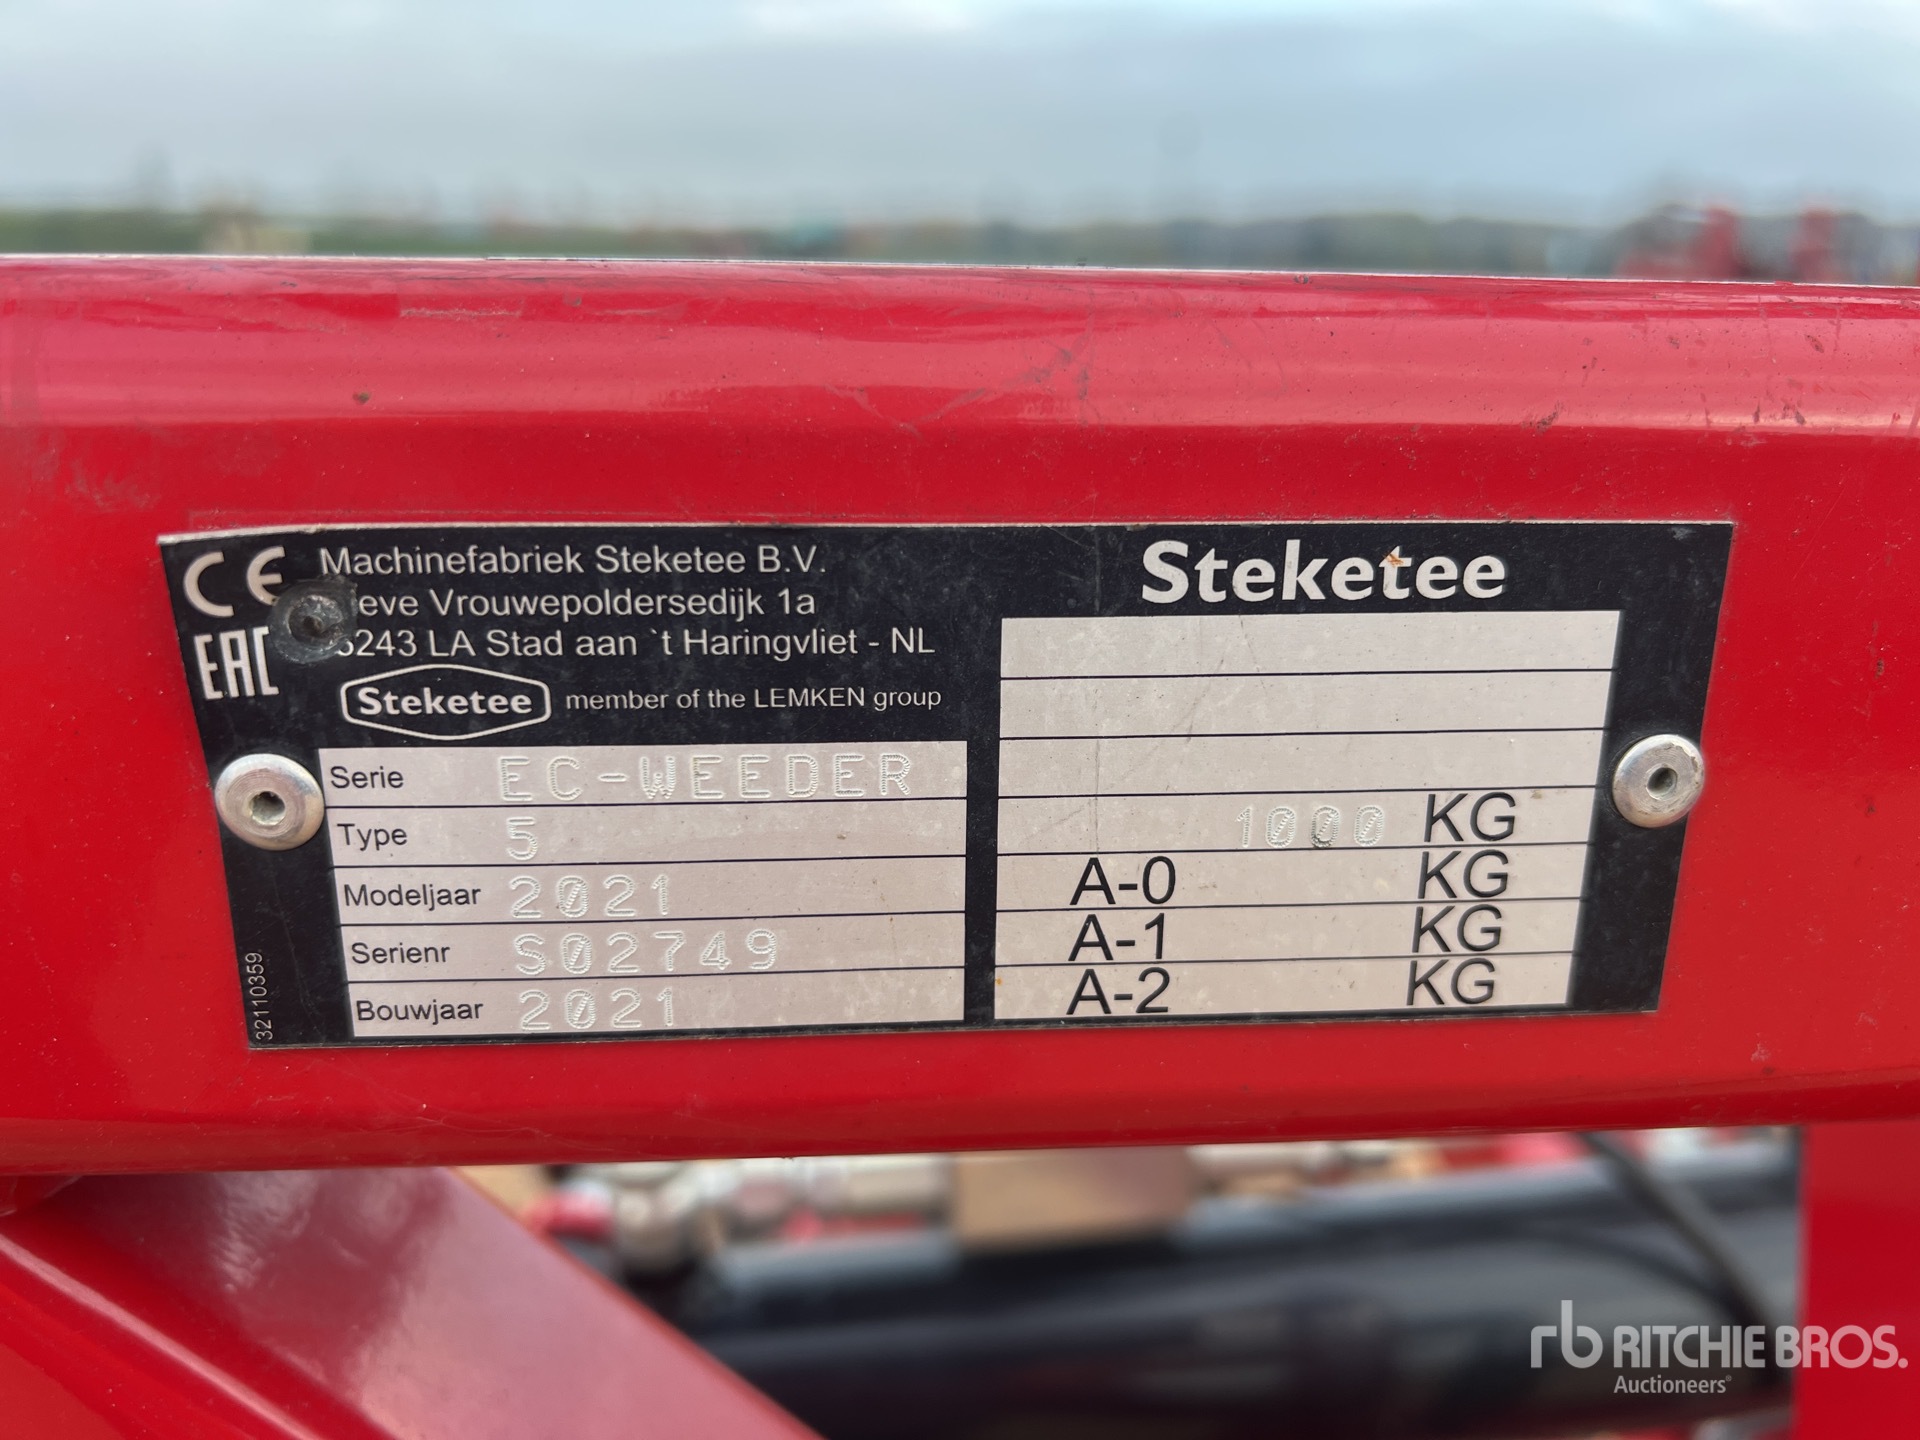 CE
Machinefabriek Steketee B.V.
Vrouwepoldersedijk 1a
LA Stad aan `t Haringvliet - NL
EAC
Steketee member of the LEMKEN group
Serie EC-WEEDER
Type 5
Modeljaar 2021
Serienr S02749
Bouwjaar 2021
32110359
Steketee
1000 KG
A-0 KG
A-1 KG
A-2 KG
rb RITCHIE BROS.
Auctioneers®